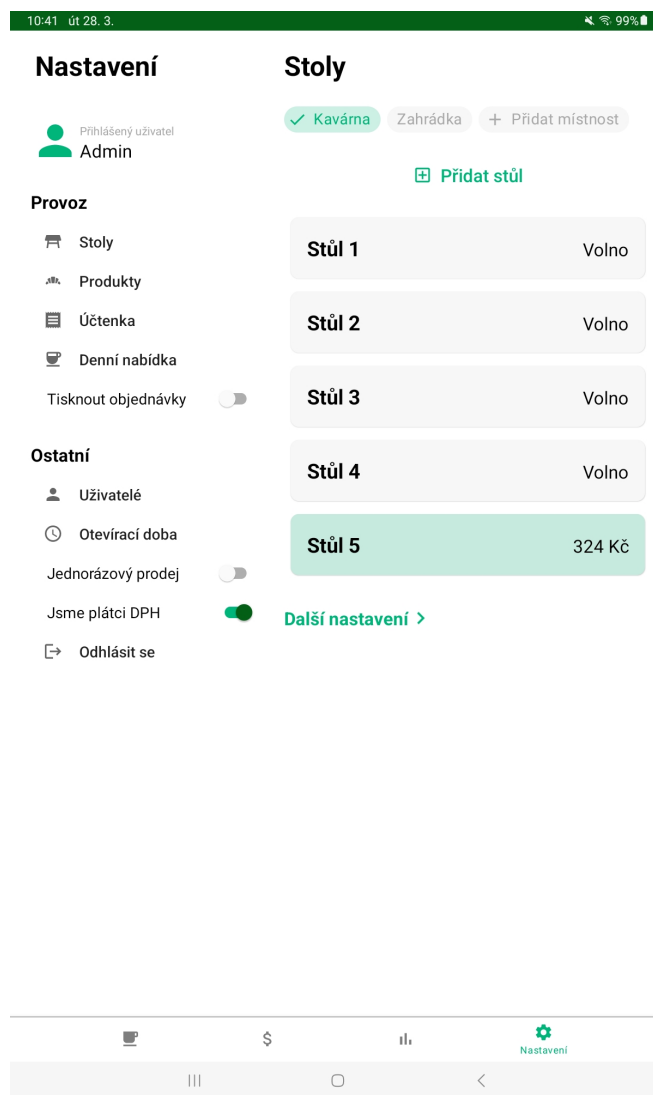 10:41 út 28. 3.
99%
Nastavení
Přihlášený uživatel
Admin
Provoz
Stoly
Produkty
Účtenka
Denní nabídka
Tisknout objednávky
Ostatní
Uživatelé
Otevírací doba
Jednorázový prodej
Jsme plátci DPH
Odhlásit se
Stoly
Kavárna Zahrádka + Přidat místnost
Přidat stůl
Stůl 1 Volno
Stůl 2 Volno
Stůl 3 Volno
Stůl 4 Volno
Stůl 5 324 Kč
Další nastavení >
$
Nastavení